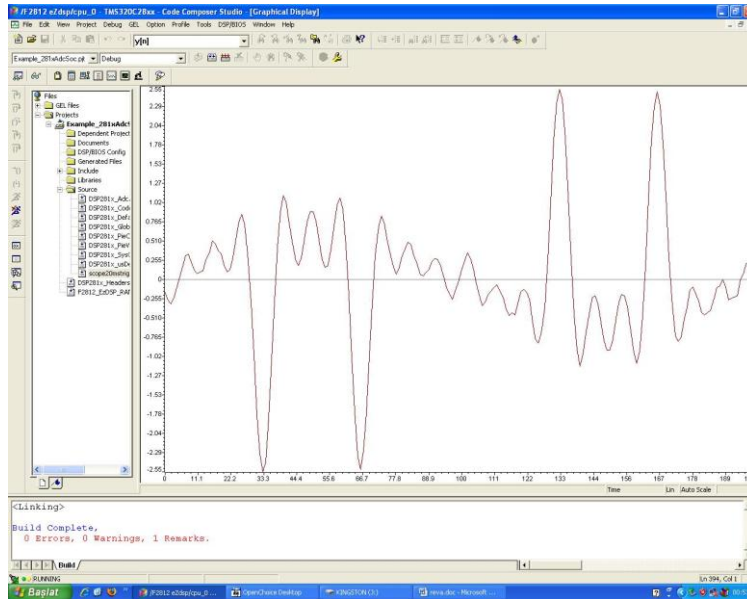 /F2812 eZdsp/cpu_0 - TMS320C28xx - Code Composer Studio - [Graphical Display]
File Edit View Project Debug GEL Option Profile Tools DSP/BIOS Window Help
y[n]
Example_281xAdcSoc.pjt Debug
Files
GEL files
Projects
Example_281xAdcS
Dependent Project
Documents
DSP/BIOS Config
Generated Files
Include
Libraries
Source
DSP281x_Adc.
DSP281x_Code
DSP281x_Defa
DSP281x_Glob
DSP281x_PieC
DSP281x_PieV
DSP281x_SysC
DSP281x_usDe
scope20mstrig
DSP281x_Headers
F2812_EzDSP_RAM
2.55
2.29
2.04
1.78
1.53
1.27
1.02
0.765
0.510
0.255
0
-0.255
-0.510
-0.765
-1.02
-1.27
-1.53
-1.78
-2.04
-2.29
-2.55
0 11.1 22.2 33.3 44.4 55.6 66.7 77.8 88.9 100 111 122 133 144 156 167 178 189
Time Lin Auto Scale
<Linking>
Build Complete,
0 Errors, 0 Warnings, 1 Remarks.
Build
RUNNING Ln 394, Col 1
Başlat /F2812 eZdsp/cpu_0 ... OpenChoice Desktop KINGSTON (J:) reva.doc - Microsoft ...